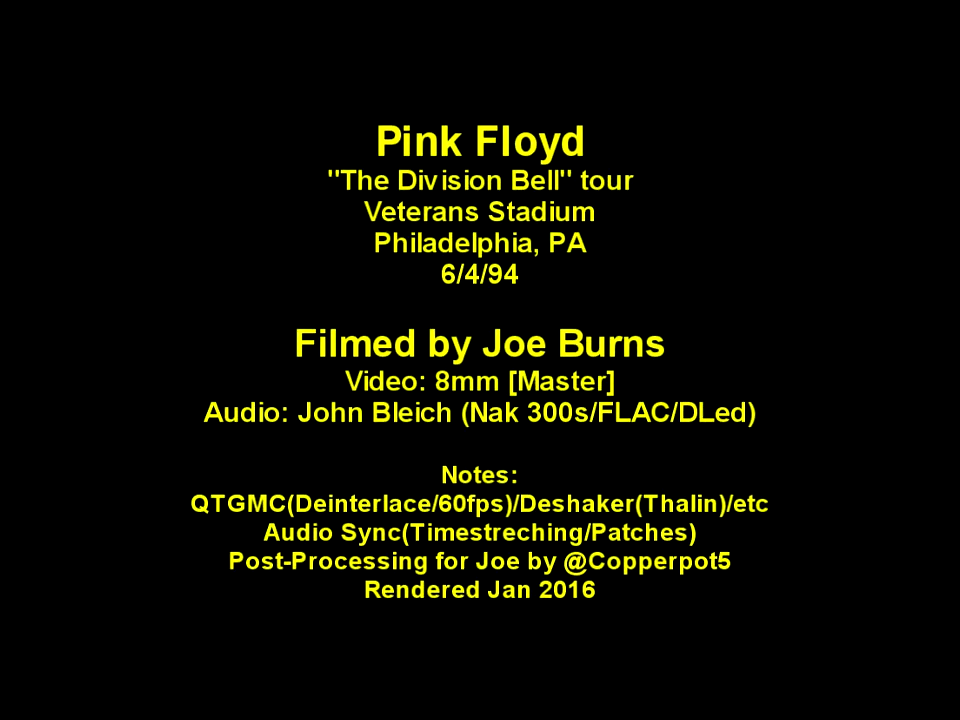 Pink Floyd
"The Division Bell" tour
Veterans Stadium
Philadelphia, PA
6/4/94
Filmed by Joe Burns
Video: 8mm [Master]
Audio: John Bleich (Nak 300s/FLAC/DLed)
Notes:
QTGMC(Deinterlace/60fps)/Deshaker(Thalin)/etc
Audio Sync(Timestreching/Patches)
Post-Processing for Joe by @Copperpot5
Rendered Jan 2016